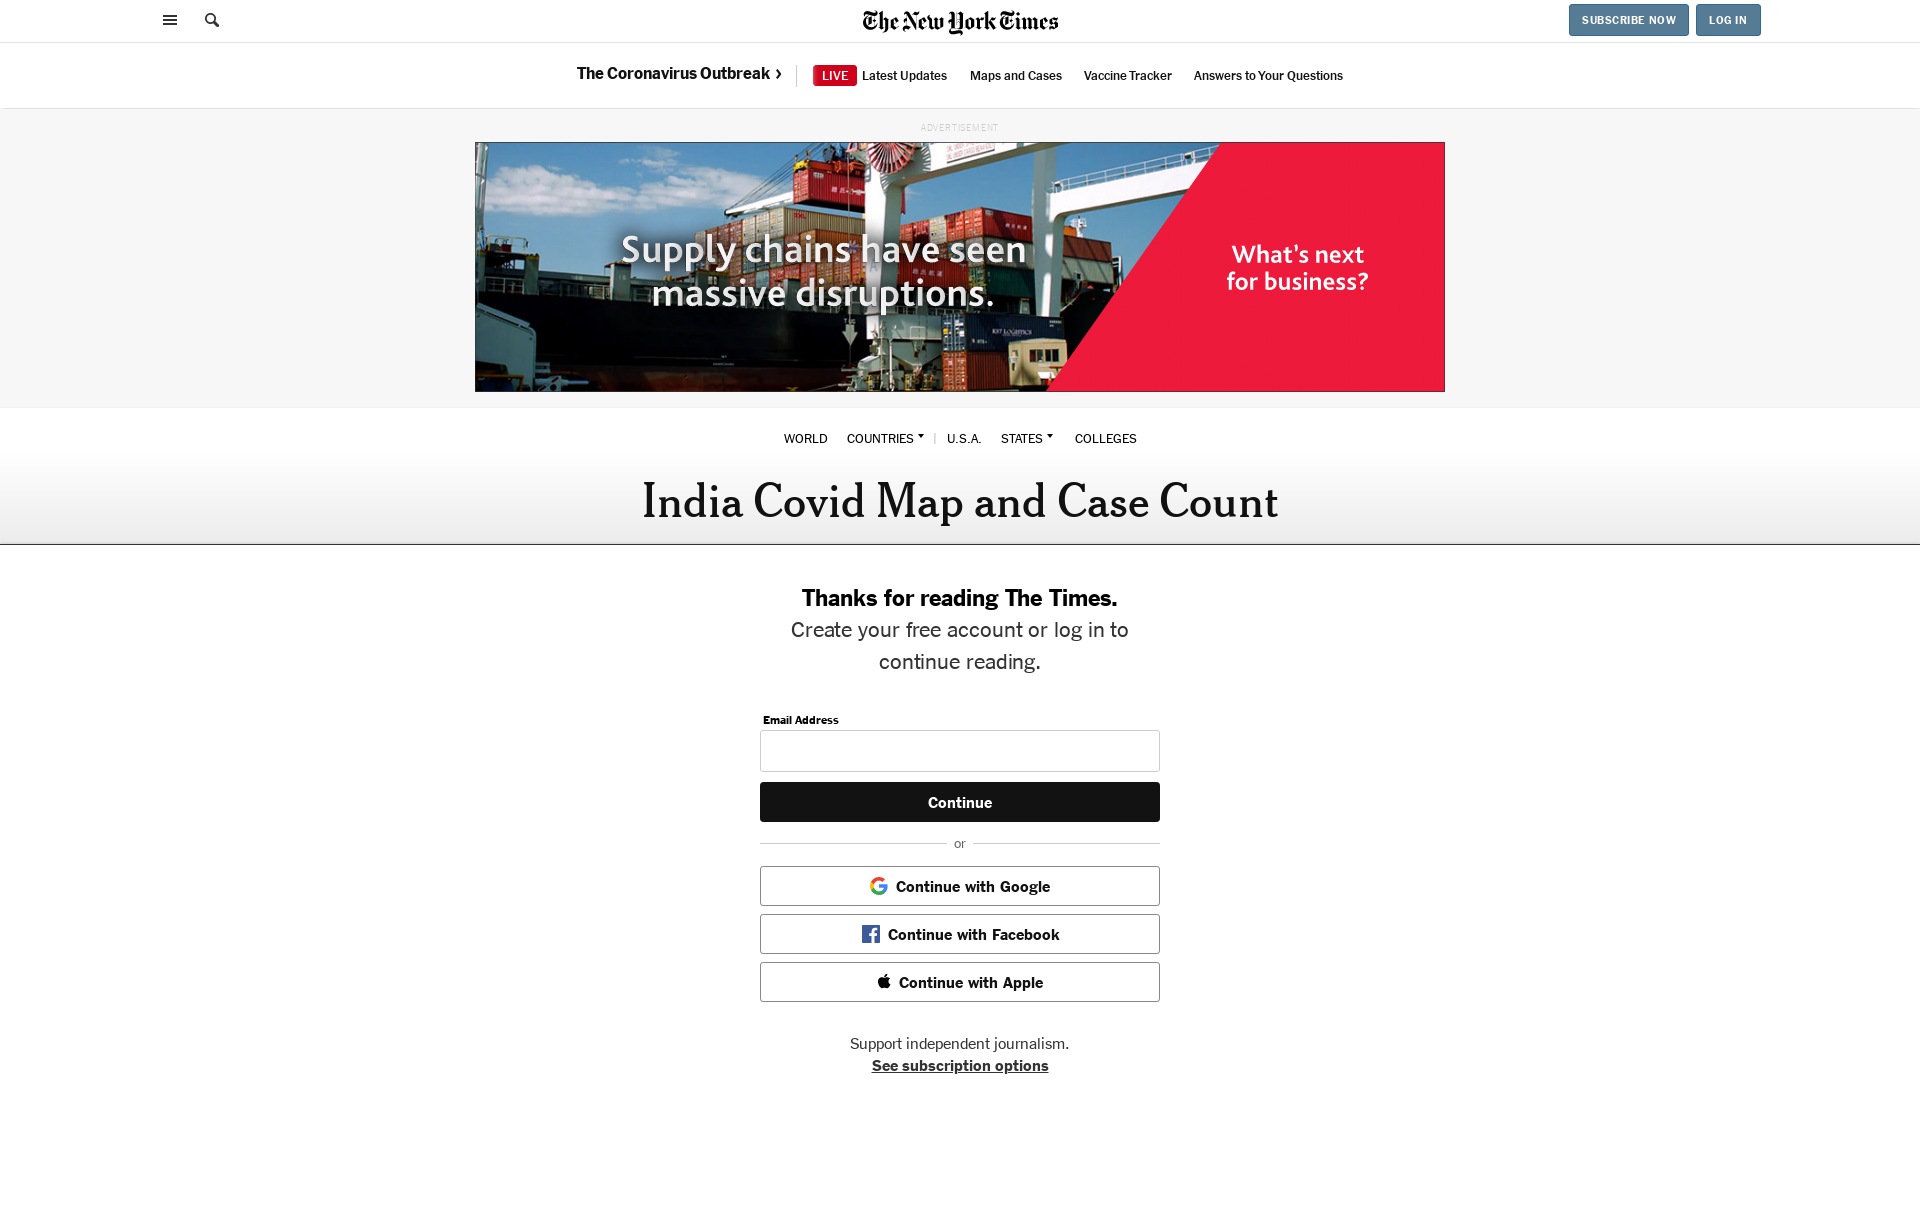 The New York Times
SUBSCRIBE NOW
LOG IN
The Coronavirus Outbreak ›
LIVE Latest Updates
Maps and Cases
Vaccine Tracker
Answers to Your Questions
ADVERTISEMENT
Supply chains have seen
massive disruptions.
What's next
for business?
WORLD
COUNTRIES
U.S.A.
STATES
COLLEGES
India Covid Map and Case Count
Thanks for reading The Times.
Create your free account or log in to
continue reading.
Email Address
Continue
or
Continue with Google
Continue with Facebook
Continue with Apple
Support independent journalism.
See subscription options